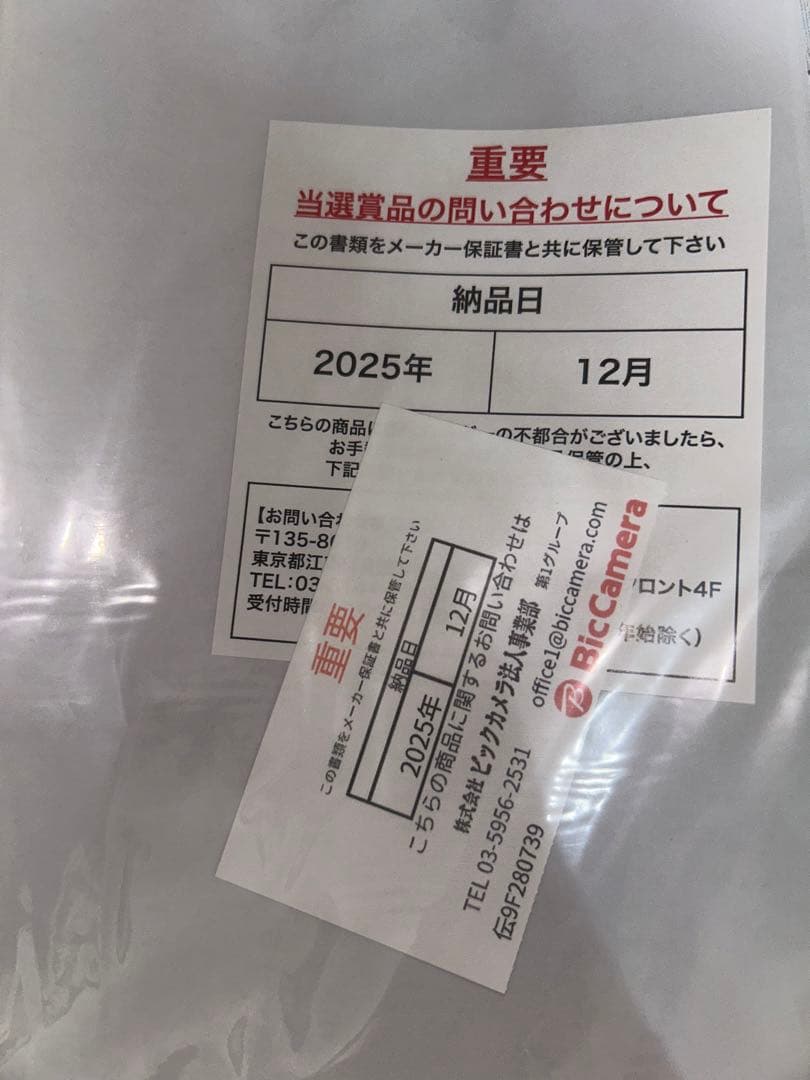 重要
当選賞品の問い合わせについて
この書類をメーカー保証書と共に保管して下さい
納品日
2025年 12月
こちらの商品に の不都合がございましたら、
お手 保管の上、
下記
【お問い合わ
〒135-80
東京都江 フロント4F
TEL:03
受付時間 年始除く)
重要
この書類をメーカー保証書と共に保管して下さい
納品日
2025年 12月
こちらの商品に関するお問い合わせは
株式会社 ビックカメラ法人事業部 第1グループ
TEL 03-5956-2531 office1@biccamera.com
伝9F280739 BicCamera